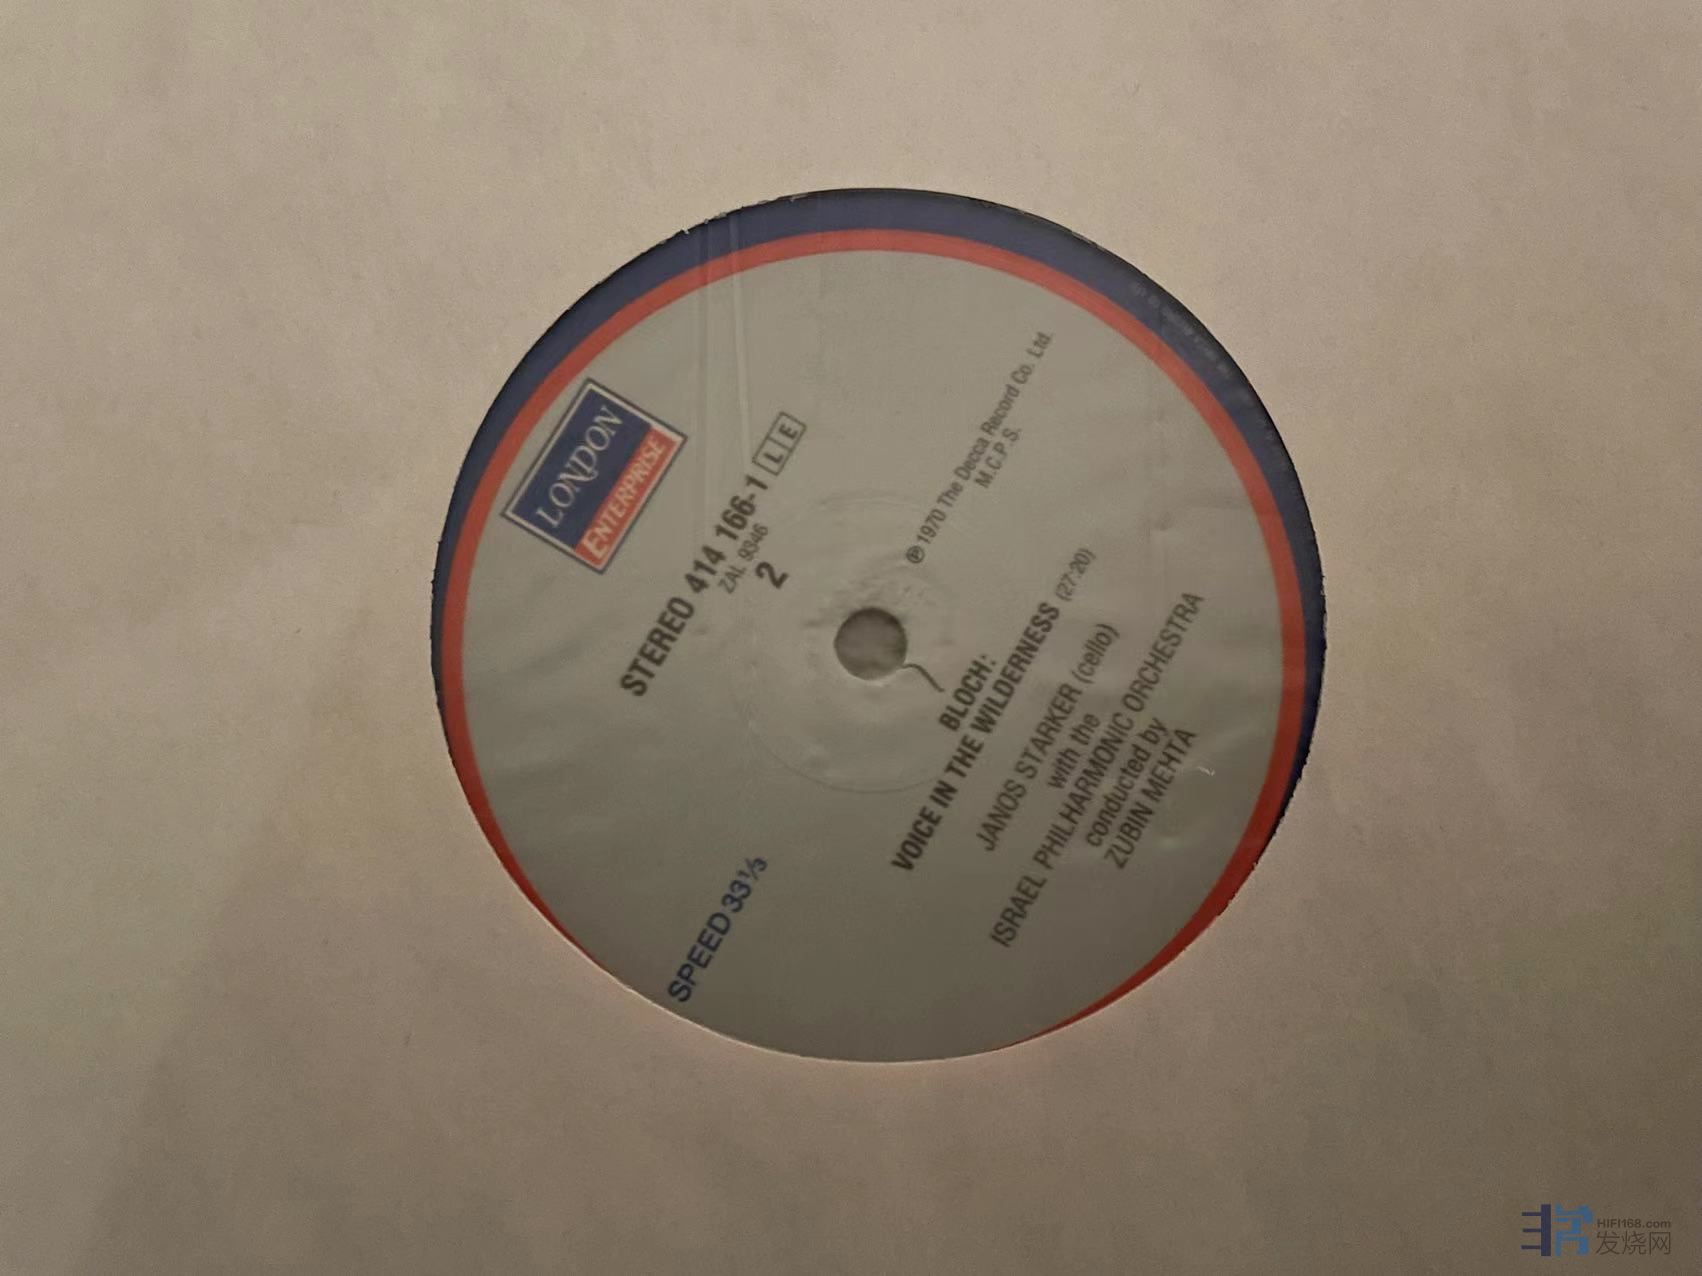 LONDON
ENTERPRISE
STEREO 414 166-1 LE
ZAL 9346
2
℗ 1970 The Decca Record Co. Ltd.
M.C.P.S.
SPEED 33⅓
BLOCH:
VOICE IN THE WILDERNESS (27:20)
JANOS STARKER (cello)
with the
ISRAEL PHILHARMONIC ORCHESTRA
conducted by
ZUBIN MEHTA
HIFI168.com
发烧网